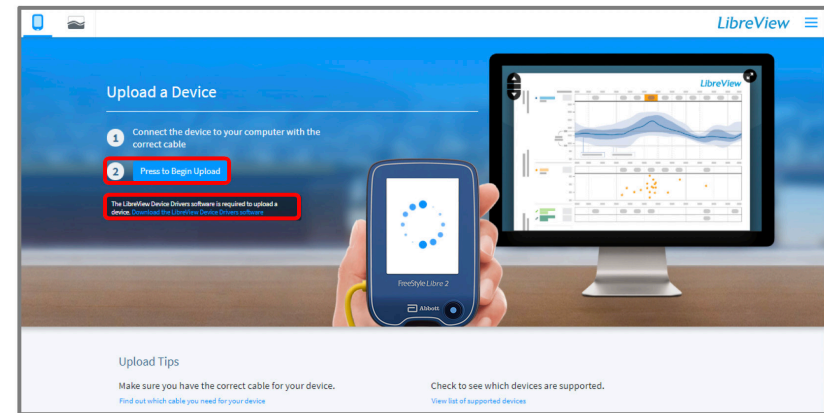 LibreView
Upload a Device
1 Connect the device to your computer with the
correct cable
2 Press to Begin Upload
The LibreView Device Drivers software is required to upload a
device. Download the LibreView Device Drivers software
LibreView
FreeStyle Libre 2
Abbott
Upload Tips
Make sure you have the correct cable for your device.
Find out which cable you need for your device
Check to see which devices are supported.
View list of supported devices